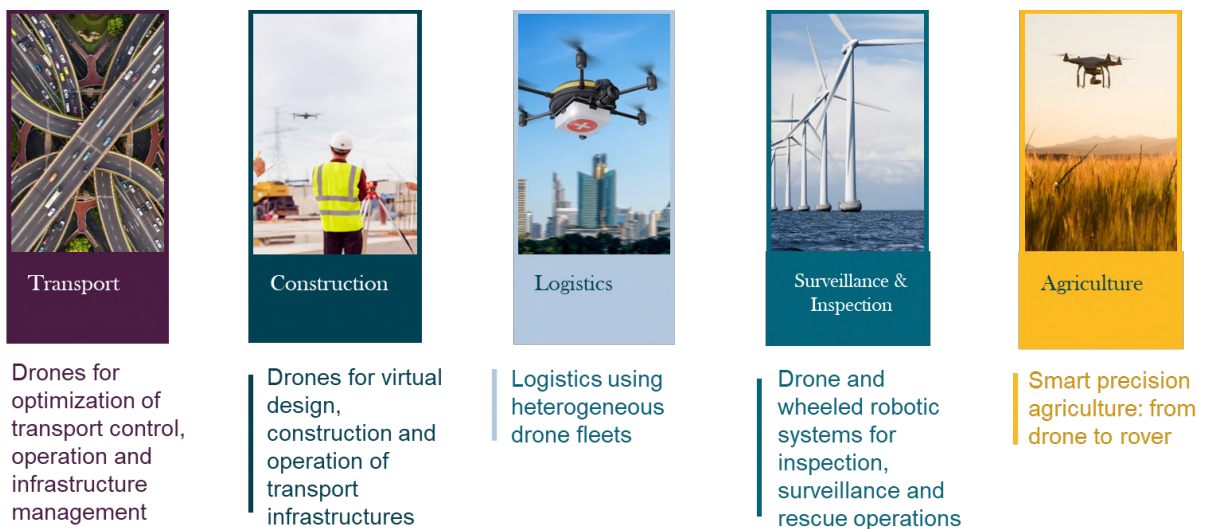 Transport
Drones for
optimization of
transport control,
operation and
infrastructure
management
Construction
Drones for virtual
design,
construction and
operation of
transport
infrastructures
Logistics
Logistics using
heterogeneous
drone fleets
Surveillance &
Inspection
Drone and
wheeled robotic
systems for
inspection,
surveillance and
rescue operations
Agriculture
Smart precision
agriculture: from
drone to rover